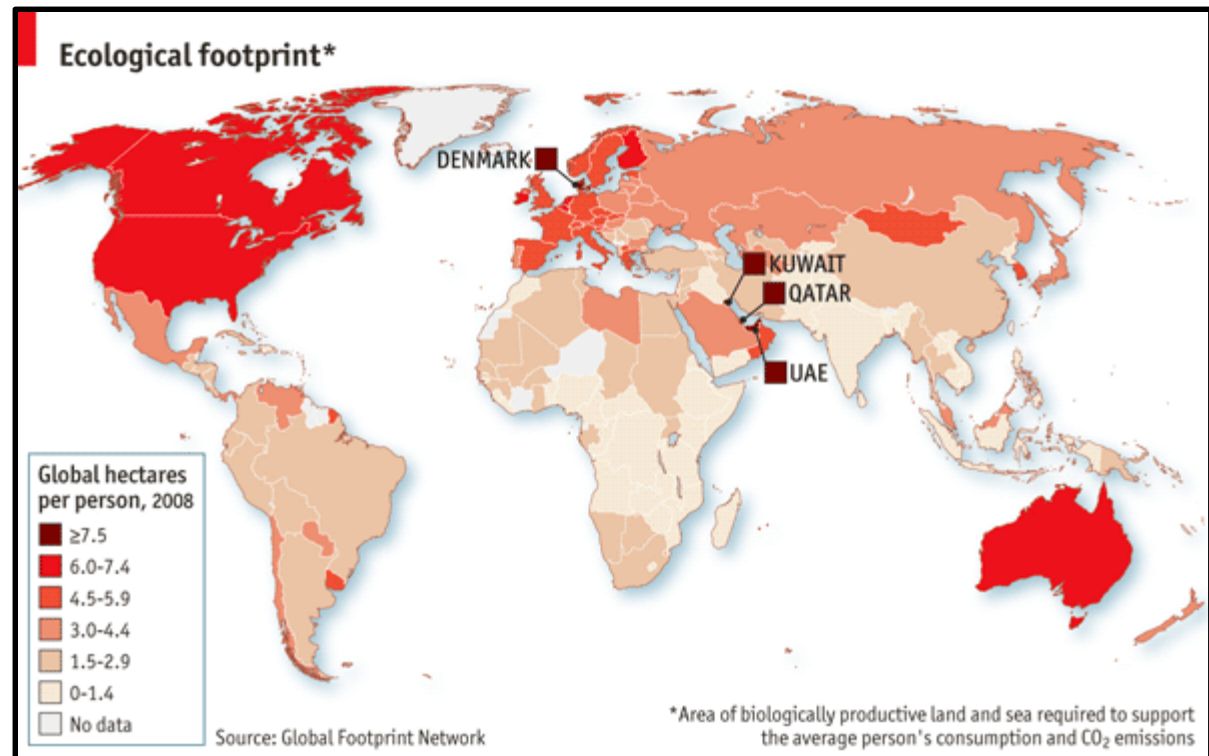 Ecological footprint*
DENMARK
KUWAIT
QATAR
UAE
Global hectares
per person, 2008
≥7.5
6.0-7.4
4.5-5.9
3.0-4.4
1.5-2.9
0-1.4
No data
Source: Global Footprint Network
*Area of biologically productive land and sea required to support
the average person's consumption and CO₂ emissions